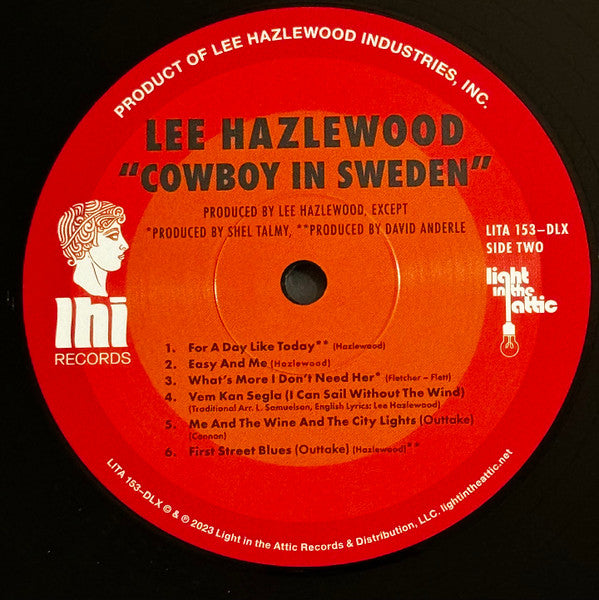 PRODUCT OF LEE HAZLEWOOD INDUSTRIES, INC.
LEE HAZLEWOOD
"COWBOY IN SWEDEN"
PRODUCED BY LEE HAZLEWOOD, EXCEPT
*PRODUCED BY SHEL TALMY, **PRODUCED BY DAVID ANDERLE
LITA 153–DLX
SIDE TWO
light
in the
attic
lhi
RECORDS
1. For A Day Like Today** (Hazlewood)
2. Easy And Me (Hazlewood)
3. What's More I Don't Need Her* (Fletcher – Flett)
4. Vem Kan Segla (I Can Sail Without The Wind)
(Traditional Arr. L. Samuelson, English Lyrics: Lee Hazlewood)
5. Me And The Wine And The City Lights (Outtake)
(Cannon)
6. First Street Blues (Outtake) (Hazlewood)**
LITA 153–DLX © & ℗ 2023 Light in the Attic Records & Distribution, LLC. lightintheattic.net